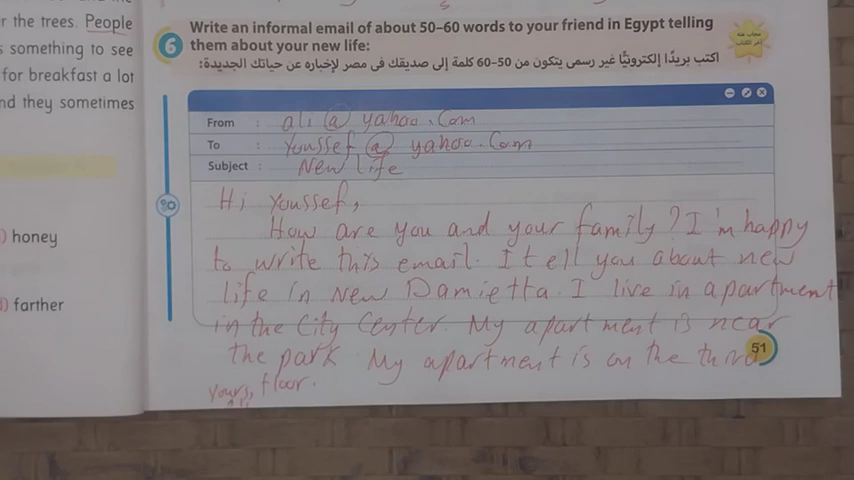 r the trees. People
s something to see
for breakfast a lot
nd they sometimes
) honey
) farther
6
Write an informal email of about 50–60 words to your friend in Egypt telling
them about your new life:
اكتب بريدًا إلكترونيًّا غير رسمى يتكون من 50–60 كلمة إلى صديقك فى مصر لإخباره عن حياتك الجديدة:
From : ali@yahoo.Com
To : Youssef@yahoo.Com
Subject : New life
Hi Youssef,
How are you and your family? I'm happy
to write this email. I tell you about new
life in New Damietta. I live in apartment
in the City Center. My apartment is near
the park My apartment is on the third
Yours, floor.
51